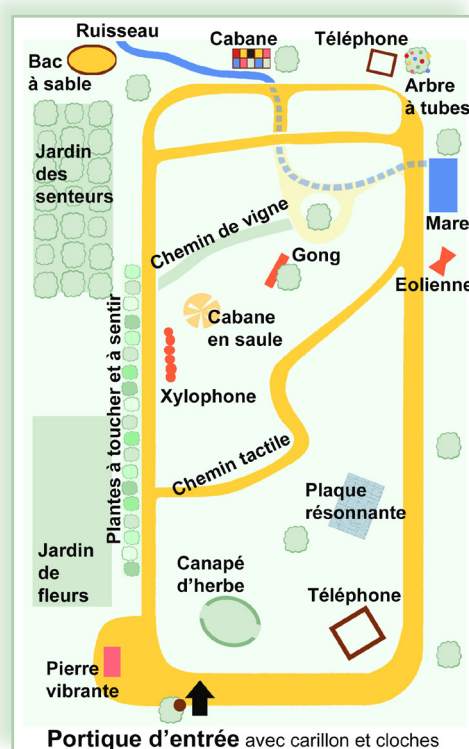 Ruisseau
Cabane
Téléphone
Bac
à sable
Arbre
à tubes
Jardin
des
senteurs
Mare
Chemin de vigne
Gong
Eolienne
Cabane
en saule
Plantes à toucher et à sentir
Xylophone
Chemin tactile
Plaque
résonnante
Jardin
de
fleurs
Canapé
d'herbe
Téléphone
Pierre
vibrante
Portique d'entrée avec carillon et cloches